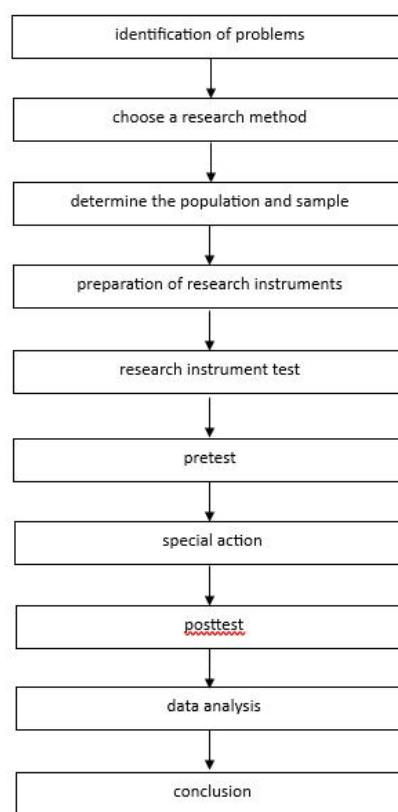 identification of problems
choose a research method
determine the population and sample
preparation of research instruments
research instrument test
pretest
special action
posttest
data analysis
conclusion